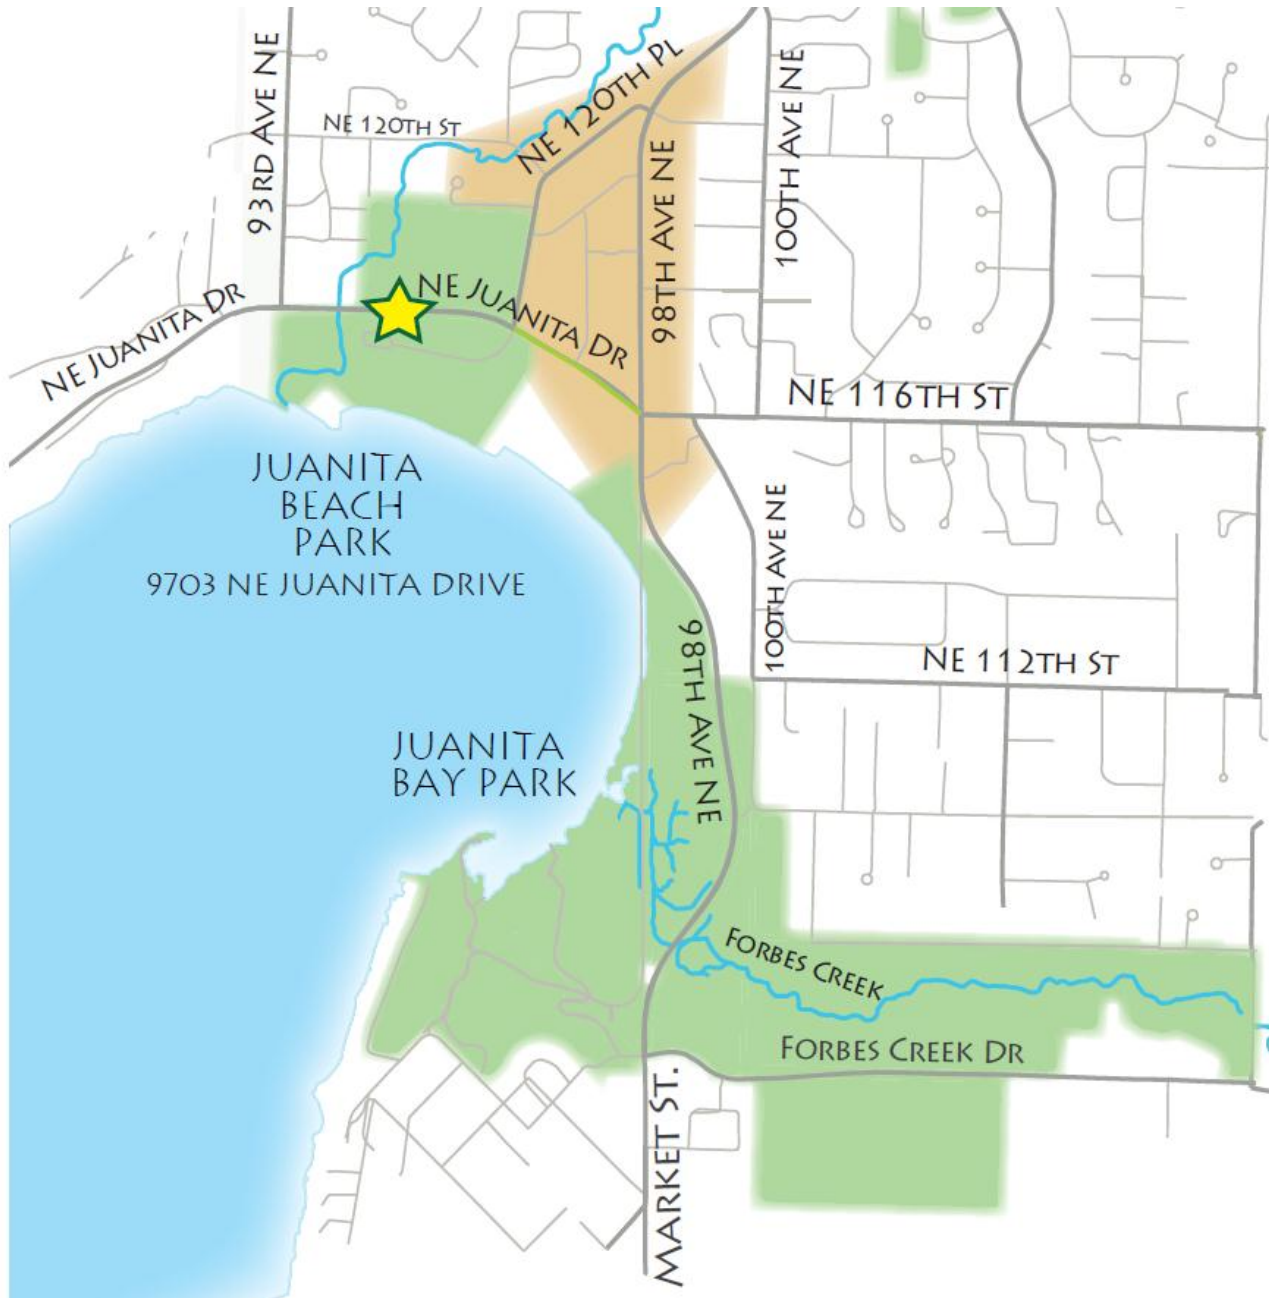 93RD AVE NE
NE 120TH ST
NE 120TH PL
98TH AVE NE
100TH AVE NE
NE JUANITA DR
NE JUANITA DR
NE 116TH ST
JUANITA
BEACH
PARK
9703 NE JUANITA DRIVE
100TH AVE NE
98TH AVE NE
NE 112TH ST
JUANITA
BAY PARK
FORBES CREEK
FORBES CREEK DR
MARKET ST.